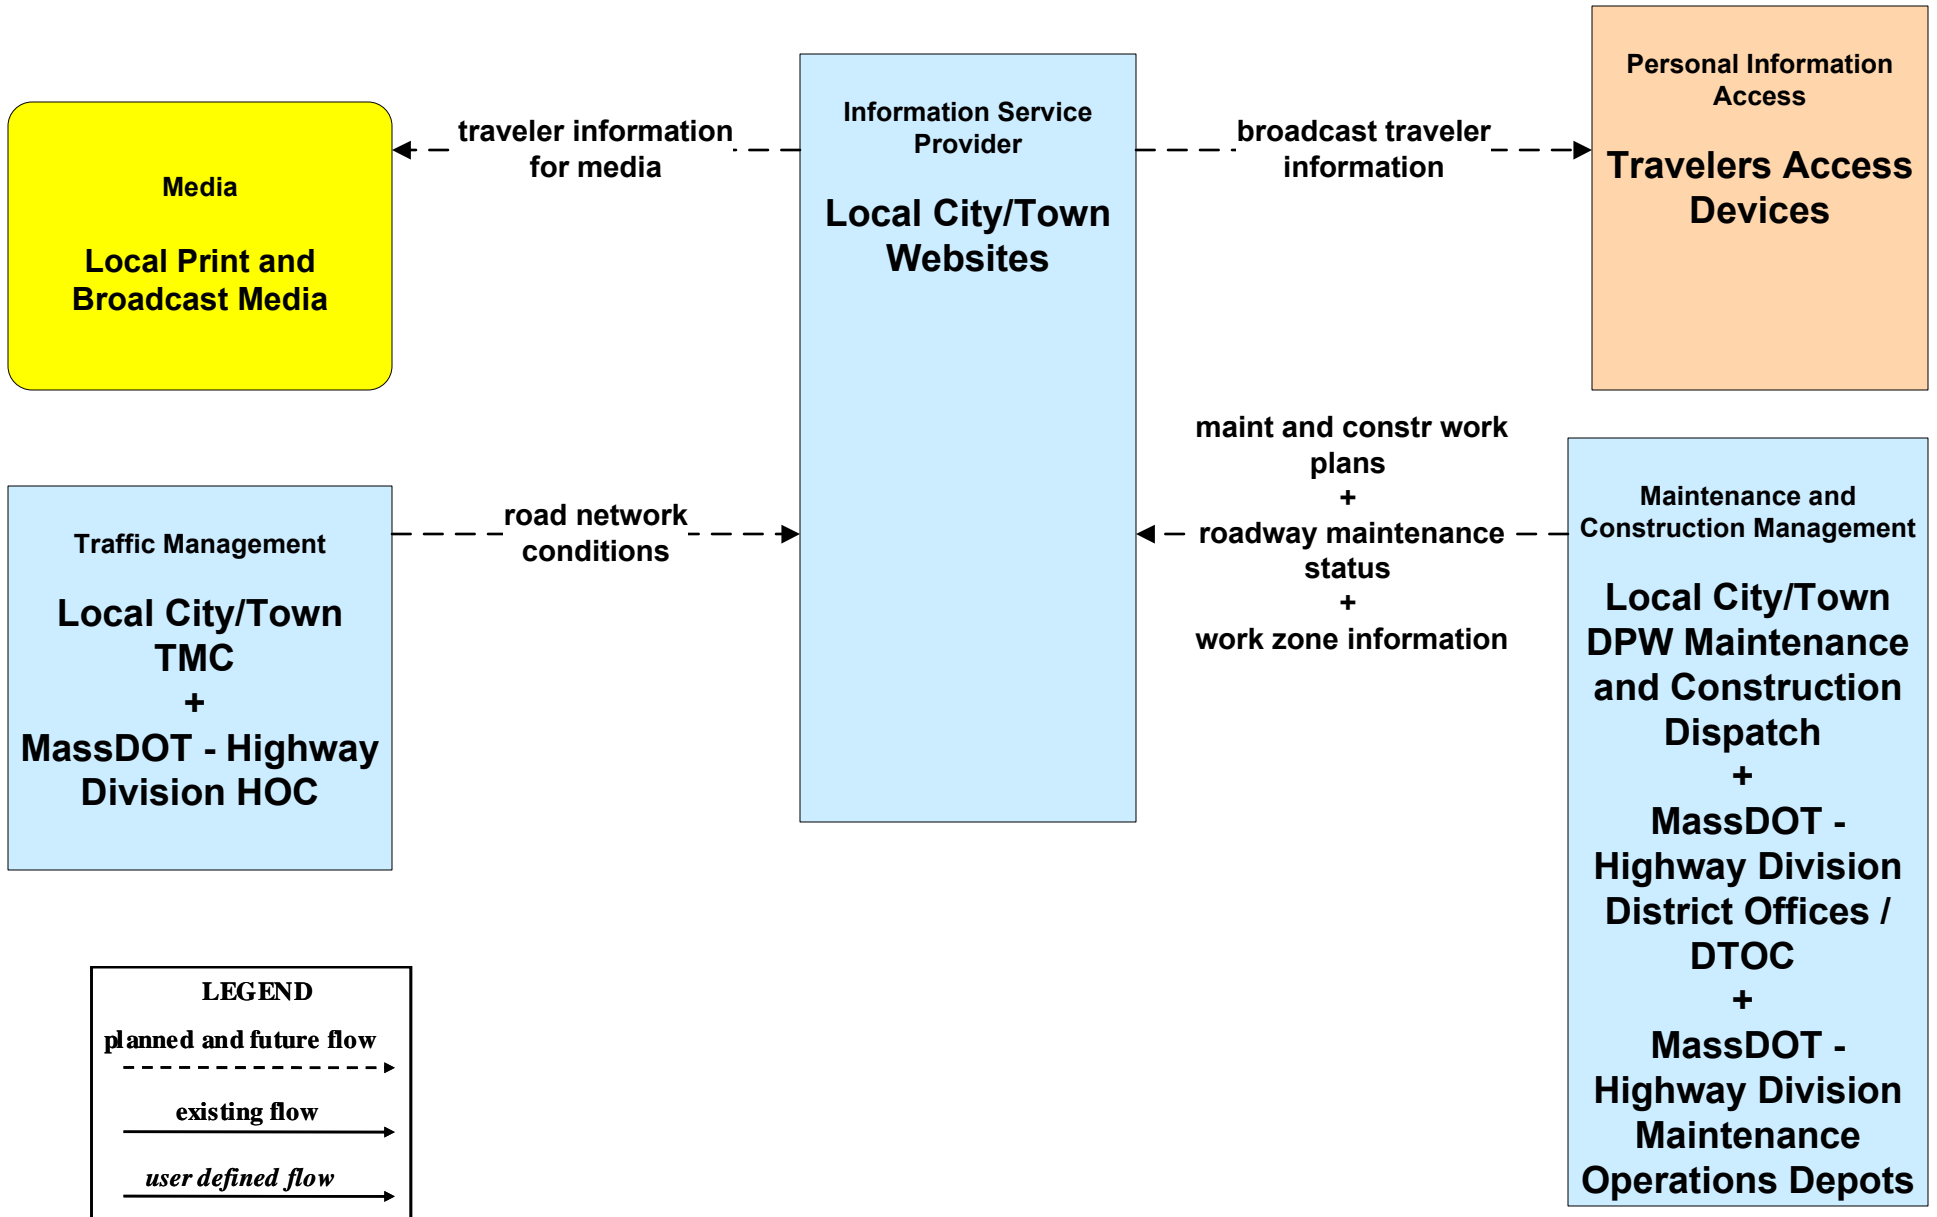 Media
Local Print and
Broadcast Media
traveler information
for media
Information Service
Provider
Local City/Town
Websites
broadcast traveler
information
Personal Information
Access
Travelers Access
Devices
Traffic Management
Local City/Town
TMC
+
MassDOT - Highway
Division HOC
road network
conditions
maint and constr work
plans
+
roadway maintenance
status
+
work zone information
Maintenance and
Construction Management
Local City/Town
DPW Maintenance
and Construction
Dispatch
+
MassDOT -
Highway Division
District Offices /
DTOC
+
MassDOT -
Highway Division
Maintenance
Operations Depots
LEGEND
planned and future flow
existing flow
user defined flow